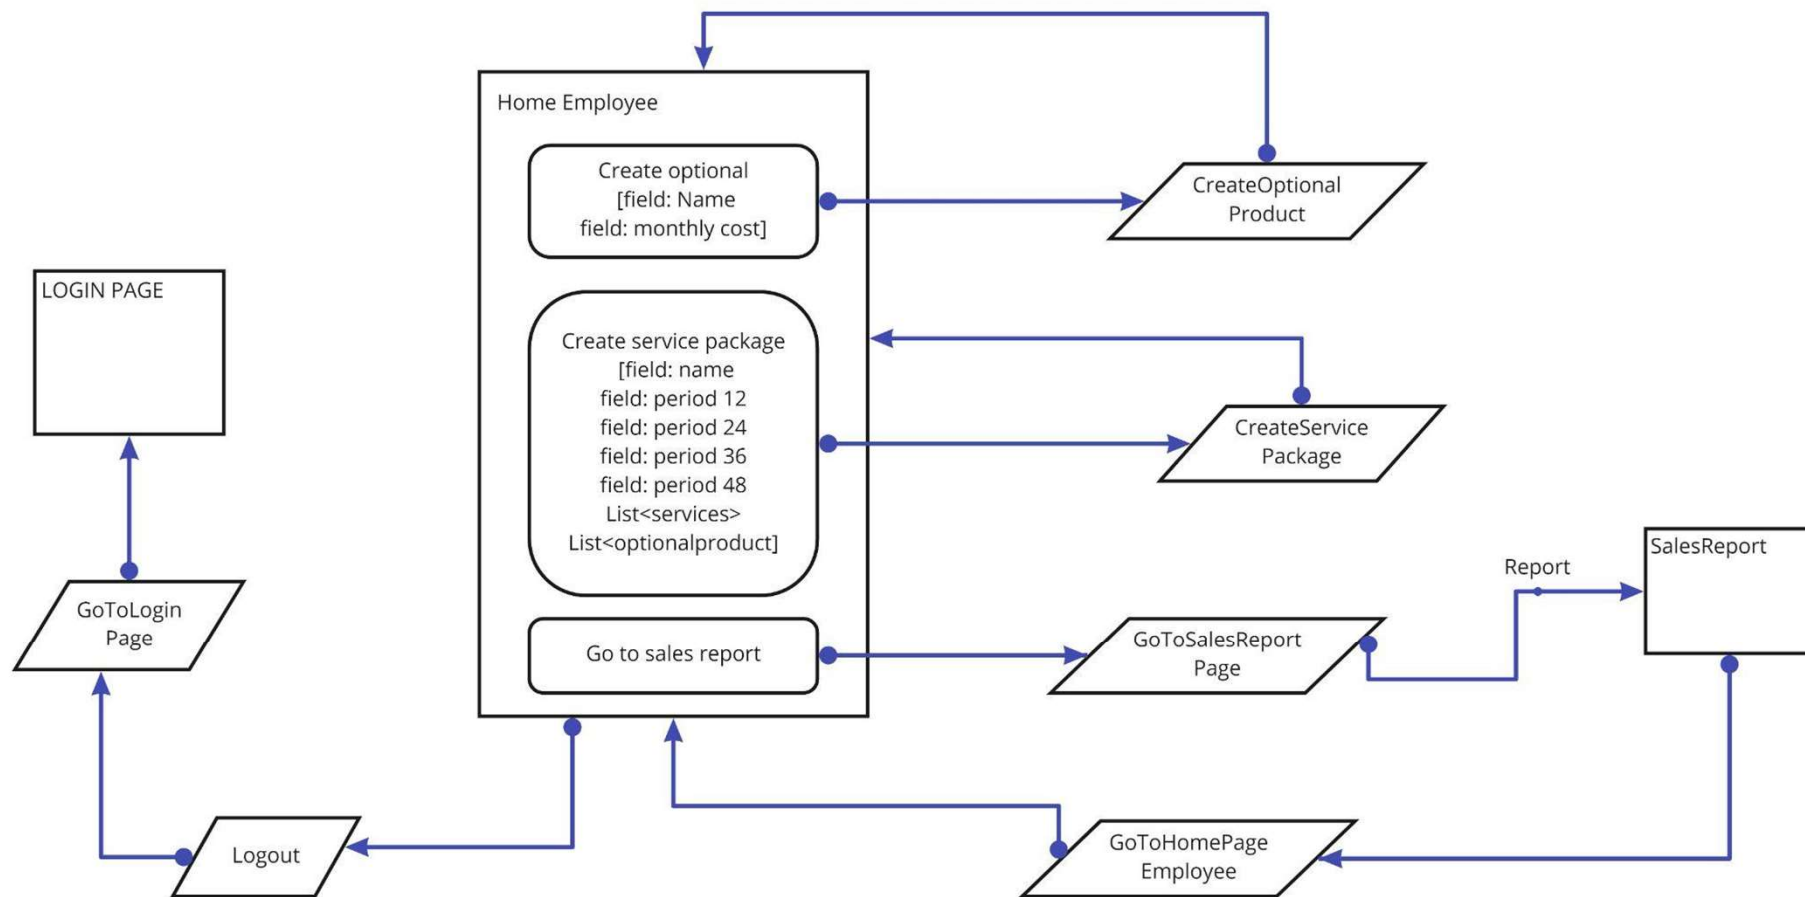 Home Employee
Create optional
[field: Name
field: monthly cost]
CreateOptional
Product
LOGIN PAGE
Create service package
[field: name
field: period 12
field: period 24
field: period 36
field: period 48
List<services>
List<optionalproduct]
CreateService
Package
SalesReport
Report
GoToLogin
Page
Go to sales report
GoToSalesReport
Page
Logout
GoToHomePage
Employee